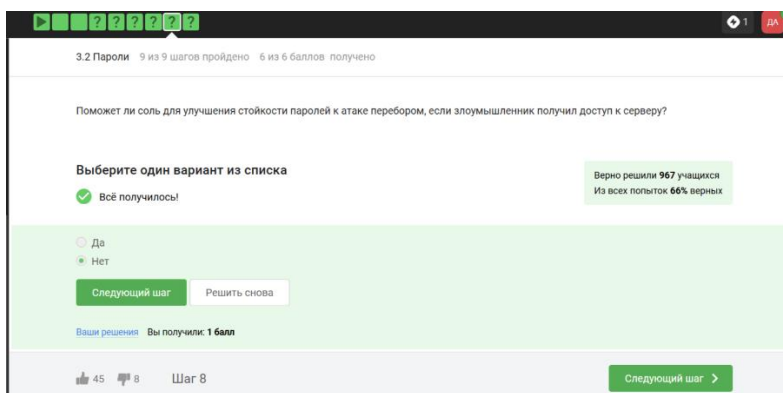 ? ? ? ? ? ? ?
1 ДА
3.2 Пароли 9 из 9 шагов пройдено 6 из 6 баллов получено
Поможет ли соль для улучшения стойкости паролей к атаке перебором, если злоумышленник получил доступ к серверу?
Выберите один вариант из списка
Верно решили 967 учащихся
Всё получилось!
Из всех попыток 66% верных
Да
Нет
Следующий шаг Решить снова
Ваши решения Вы получили: 1 балл
45 8 Шаг 8 Следующий шаг